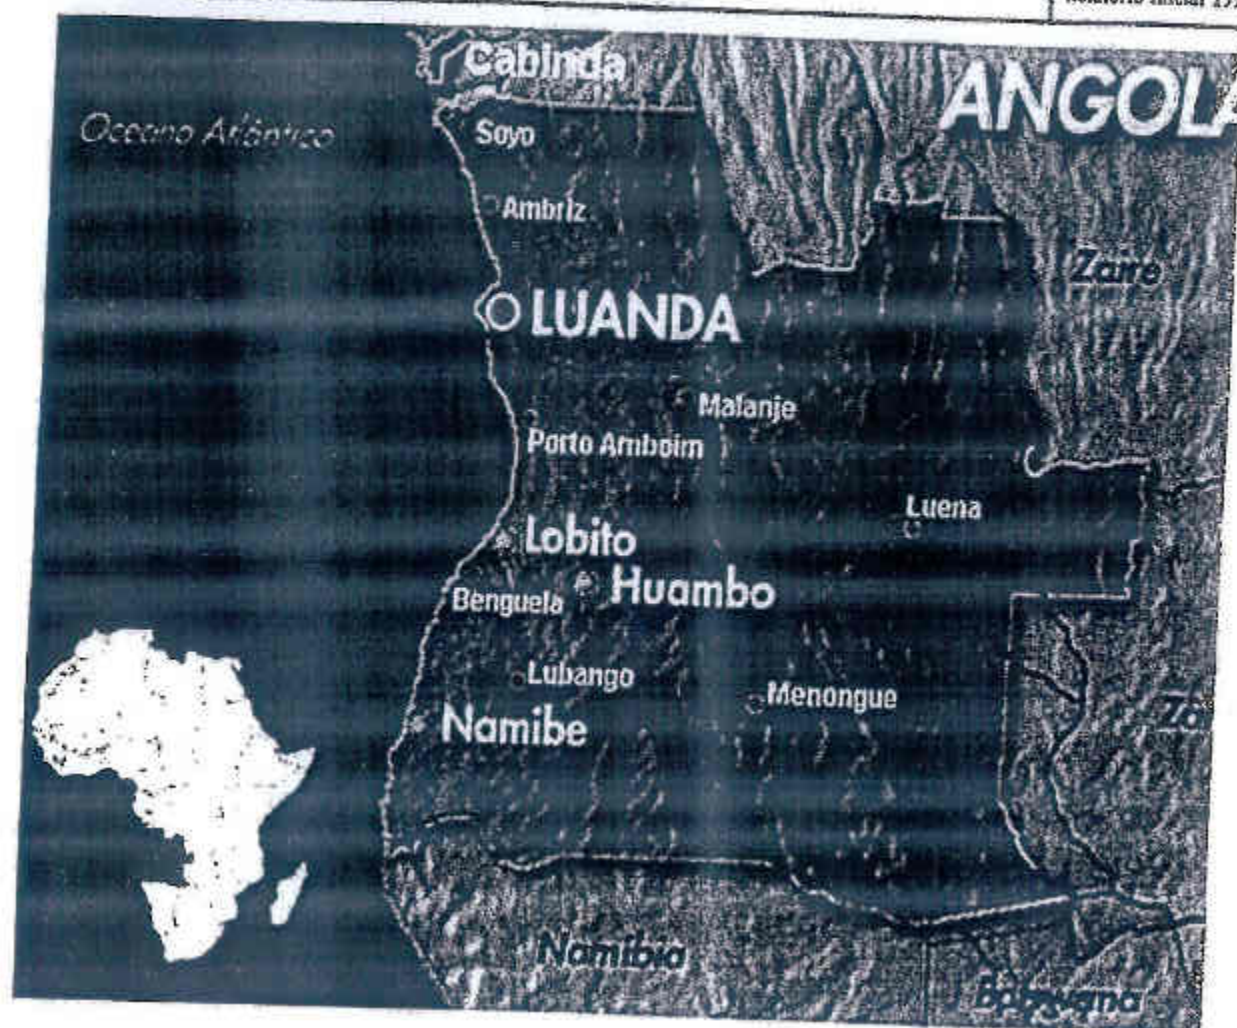 Cabinda
ANGOLA
Oceano Atlântico
Soyo
Ambriz
Zaire
LUANDA
Malanje
Porto Amboim
Luena
Lobito
Huambo
Benguela
Lubango
Menongue
Namibe
Namibia